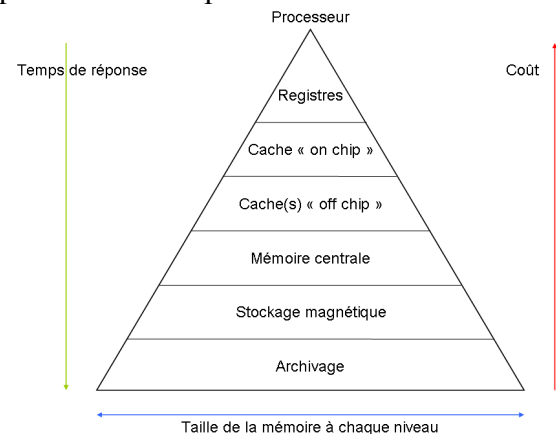 Processeur
Temps de réponse
Coût
Registres
Cache « on chip »
Cache(s) « off chip »
Mémoire centrale
Stockage magnétique
Archivage
Taille de la mémoire à chaque niveau